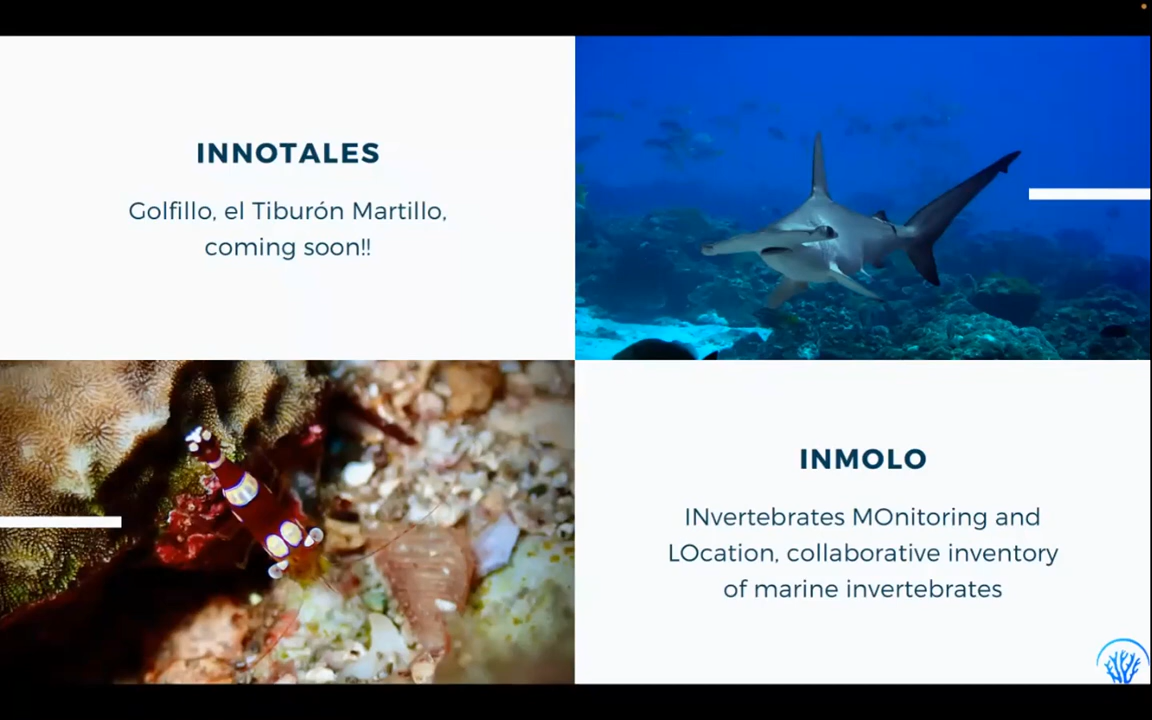 INNOTALES
Golfillo, el Tiburón Martillo,
coming soon!!
INMOLO
INvertebrates MOnitoring and
LOcation, collaborative inventory
of marine invertebrates